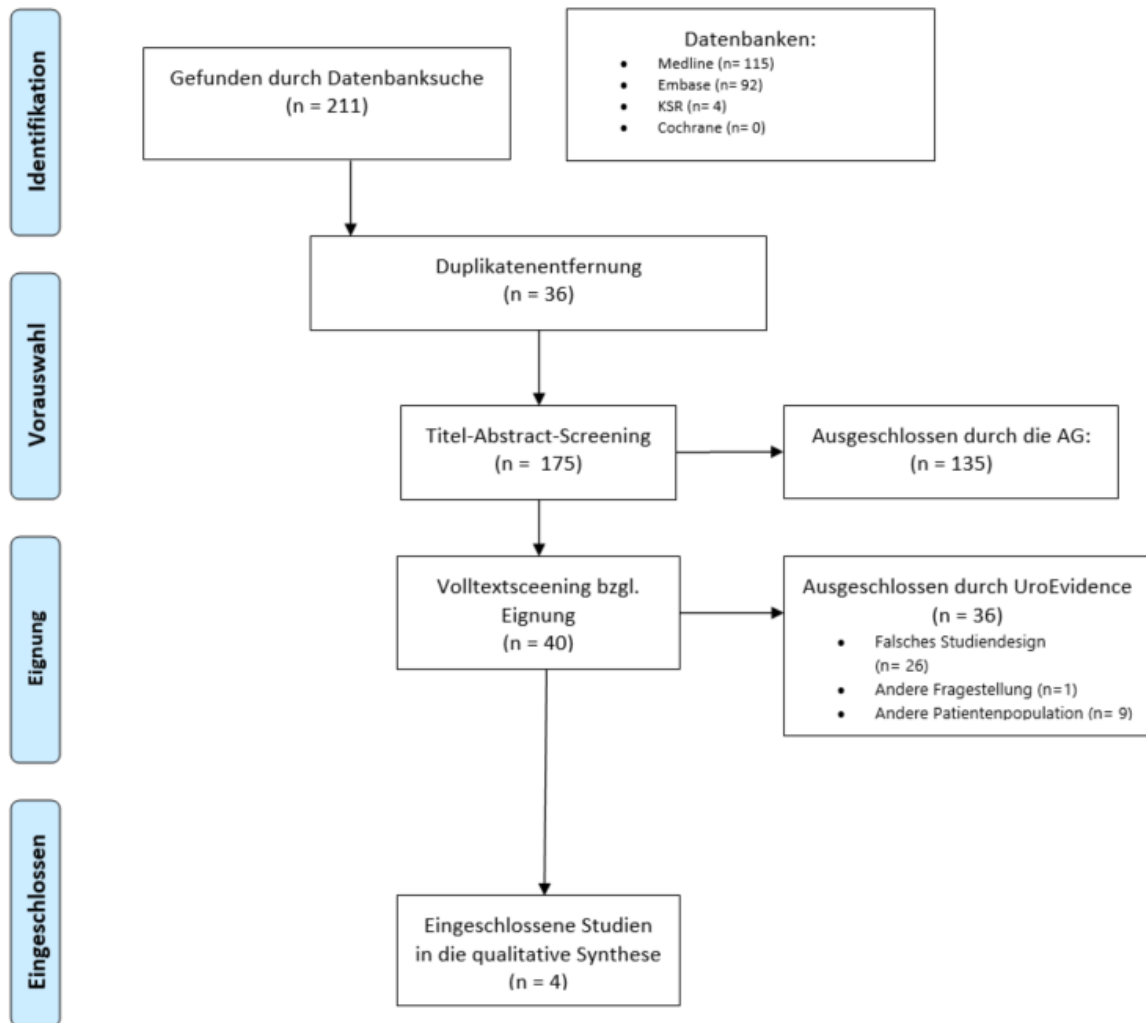 Identifikation
Gefunden durch Datenbanksuche
(n = 211)
Datenbanken:
• Medline (n= 115)
• Embase (n= 92)
• KSR (n= 4)
• Cochrane (n= 0)
Vorauswahl
Duplikatenentfernung
(n = 36)
Titel-Abstract-Screening
(n = 175)
Ausgeschlossen durch die AG:
(n = 135)
Eignung
Volltextsceening bzgl.
Eignung
(n = 40)
Ausgeschlossen durch UroEvidence
(n = 36)
• Falsches Studiendesign
(n= 26)
• Andere Fragestellung (n=1)
• Andere Patientenpopulation (n= 9)
Eingeschlossen
Eingeschlossene Studien
in die qualitative Synthese
(n = 4)